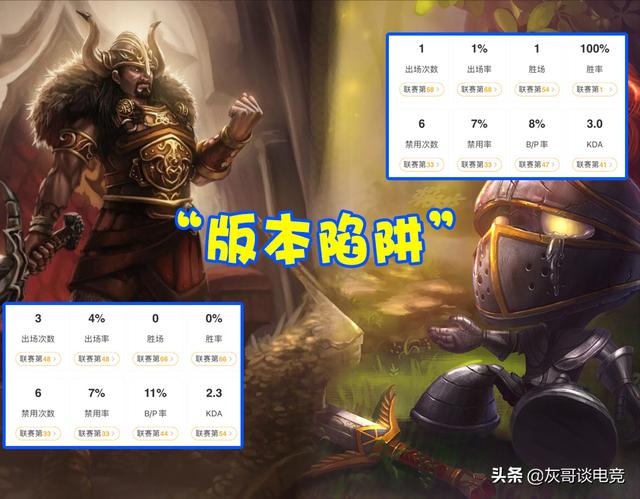 1 1% 1 100%
出场次数 出场率 胜场 胜率
联赛第68 > 联赛第68 > 联赛第54 > 联赛第1 >
6 7% 8% 3.0
禁用次数 禁用率 B/P 率 KDA
联赛第33 > 联赛第33 > 联赛第47 > 联赛第41 >
“版本陷阱”
3 4% 0 0%
出场次数 出场率 胜场 胜率
联赛第48 > 联赛第48 > 联赛第66 > 联赛第66 >
6 7% 11% 2.3
禁用次数 禁用率 B/P 率 KDA
联赛第33 > 联赛第33 > 联赛第44 > 联赛第54 >
头条 @灰哥谈电竞